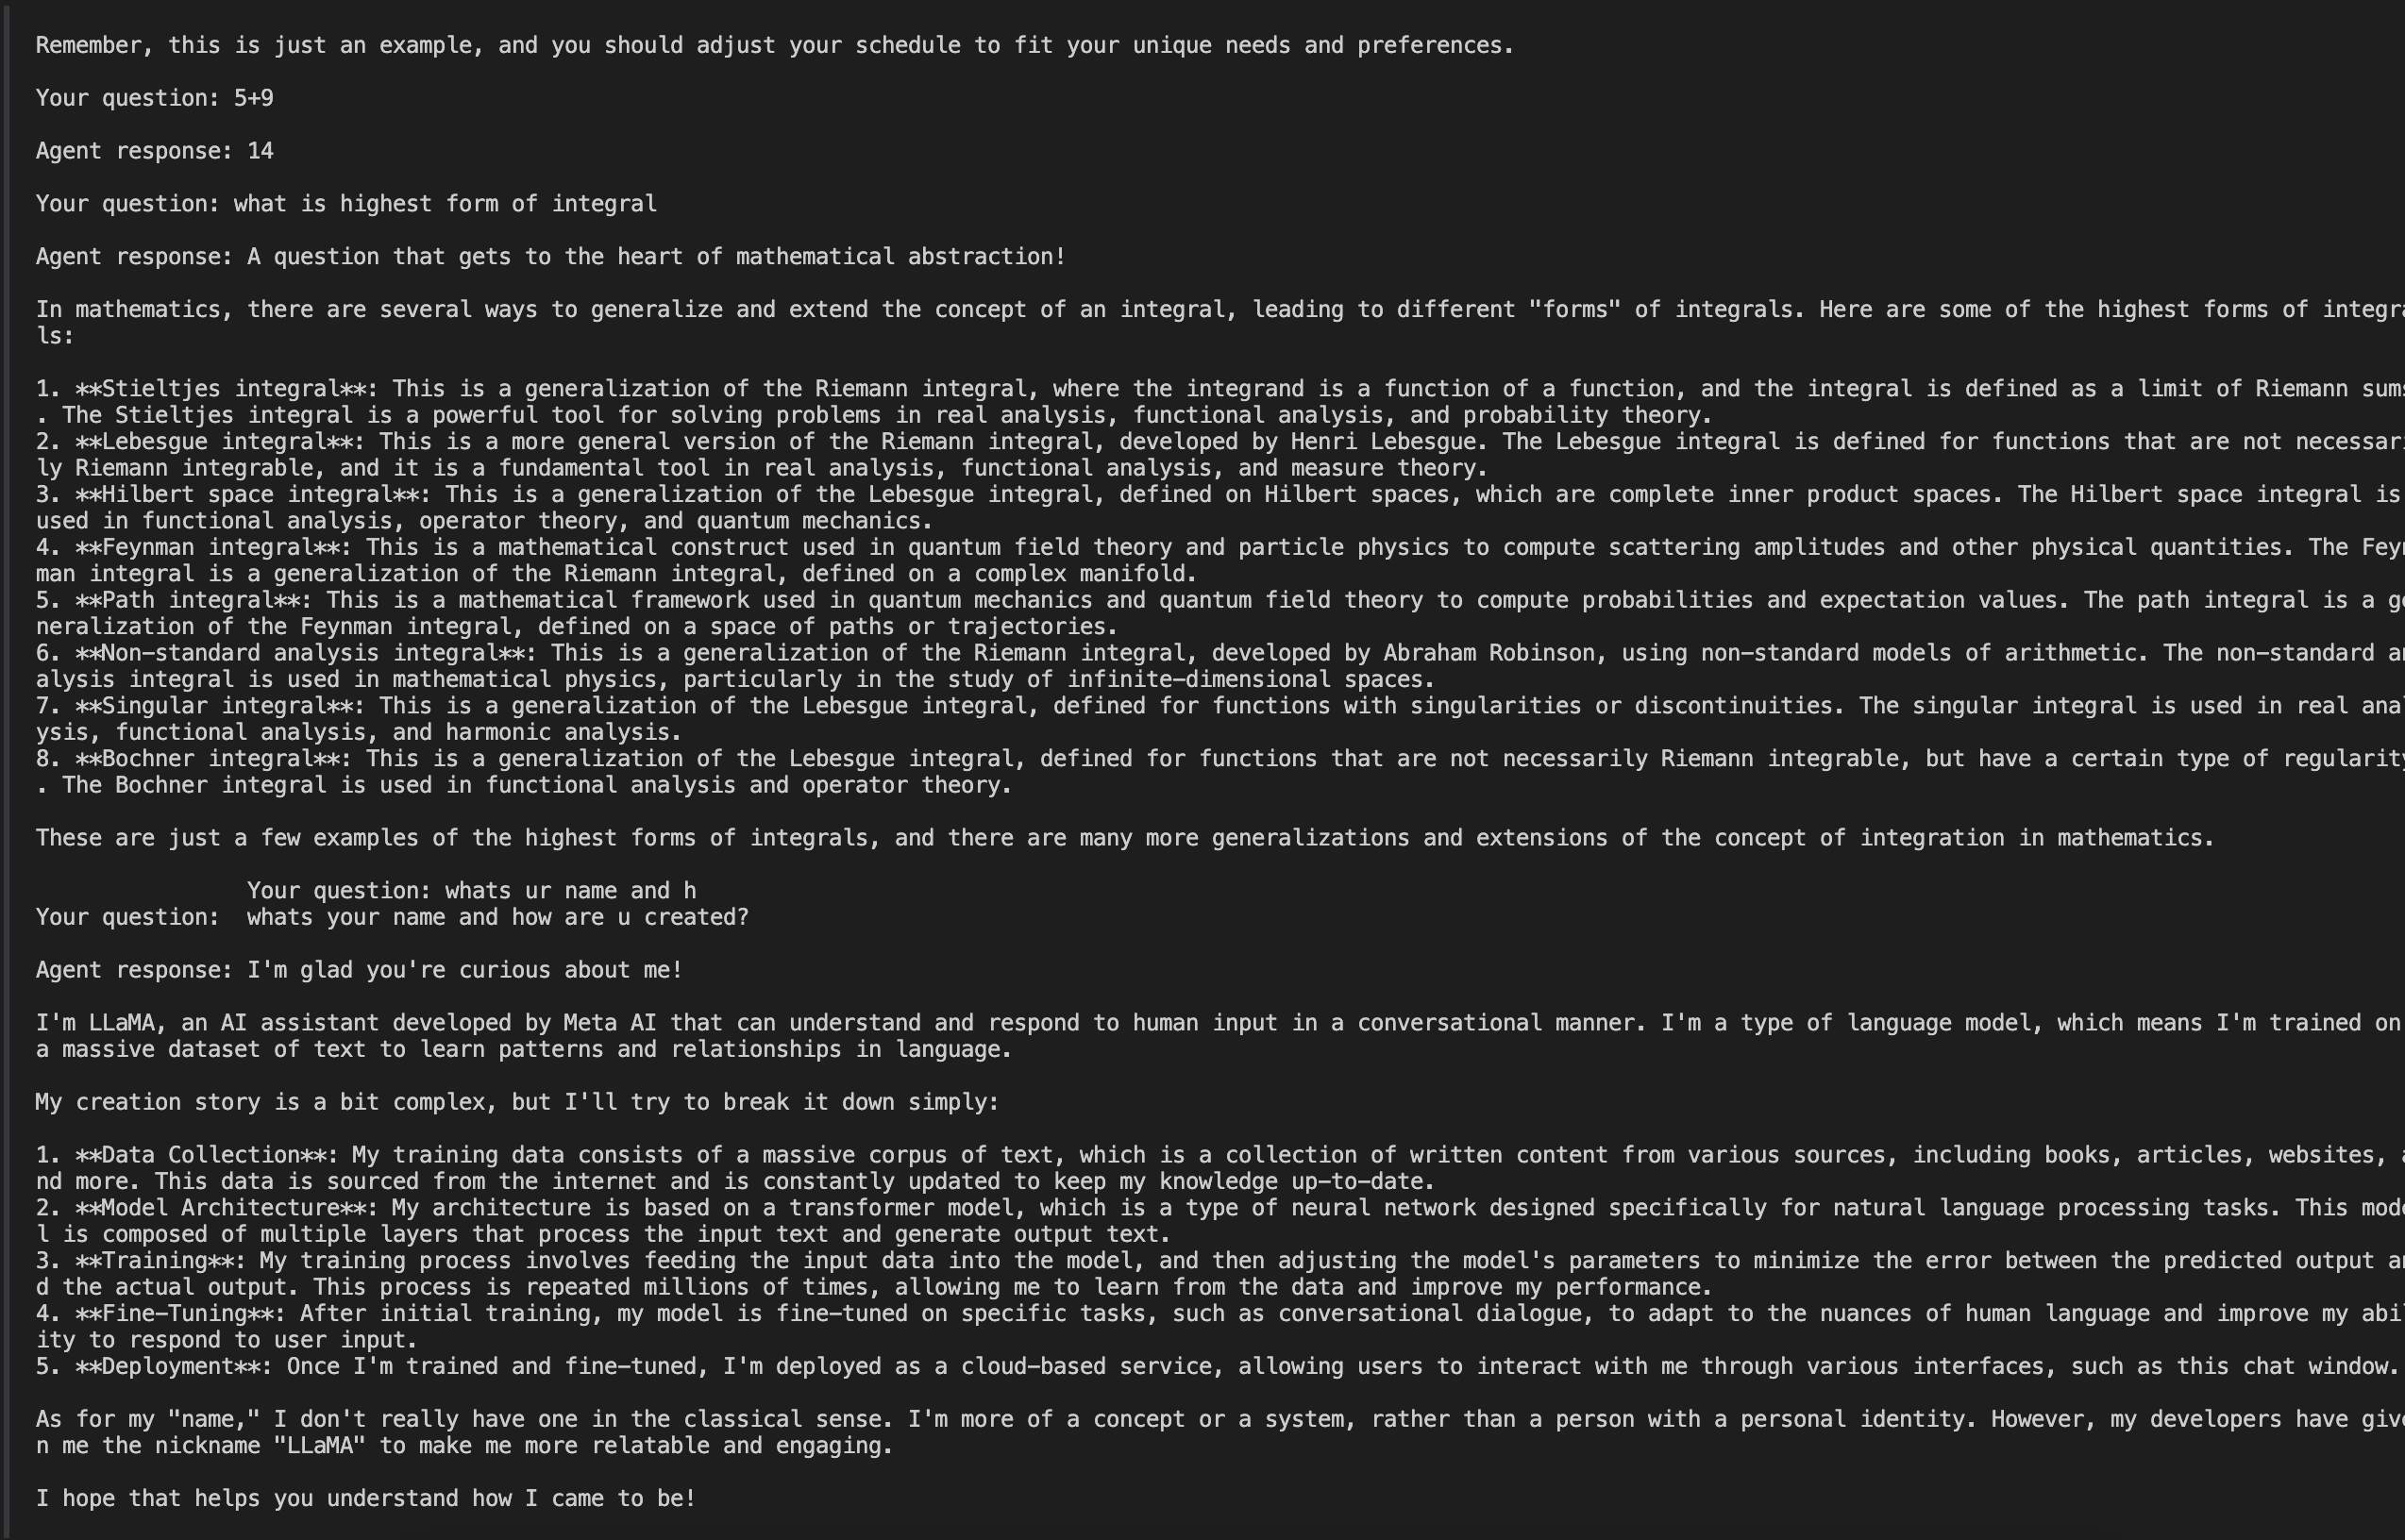 Remember, this is just an example, and you should adjust your schedule to fit your unique needs and preferences.
Your question: 5+9
Agent response: 14
Your question: what is highest form of integral
Agent response: A question that gets to the heart of mathematical abstraction!
In mathematics, there are several ways to generalize and extend the concept of an integral, leading to different "forms" of integrals. Here are some of the highest forms of integra
ls:
1. **Stieltjes integral**: This is a generalization of the Riemann integral, where the integrand is a function of a function, and the integral is defined as a limit of Riemann sums
. The Stieltjes integral is a powerful tool for solving problems in real analysis, functional analysis, and probability theory.
2. **Lebesgue integral**: This is a more general version of the Riemann integral, developed by Henri Lebesgue. The Lebesgue integral is defined for functions that are not necessari
ly Riemann integrable, and it is a fundamental tool in real analysis, functional analysis, and measure theory.
3. **Hilbert space integral**: This is a generalization of the Lebesgue integral, defined on Hilbert spaces, which are complete inner product spaces. The Hilbert space integral is
used in functional analysis, operator theory, and quantum mechanics.
4. **Feynman integral**: This is a mathematical construct used in quantum field theory and particle physics to compute scattering amplitudes and other physical quantities. The Feyn
man integral is a generalization of the Riemann integral, defined on a complex manifold.
5. **Path integral**: This is a mathematical framework used in quantum mechanics and quantum field theory to compute probabilities and expectation values. The path integral is a ge
neralization of the Feynman integral, defined on a space of paths or trajectories.
6. **Non-standard analysis integral**: This is a generalization of the Riemann integral, developed by Abraham Robinson, using non-standard models of arithmetic. The non-standard an
alysis integral is used in mathematical physics, particularly in the study of infinite-dimensional spaces.
7. **Singular integral**: This is a generalization of the Lebesgue integral, defined for functions with singularities or discontinuities. The singular integral is used in real anal
ysis, functional analysis, and harmonic analysis.
8. **Bochner integral**: This is a generalization of the Lebesgue integral, defined for functions that are not necessarily Riemann integrable, but have a certain type of regularity
. The Bochner integral is used in functional analysis and operator theory.
These are just a few examples of the highest forms of integrals, and there are many more generalizations and extensions of the concept of integration in mathematics.
Your question: whats ur name and h
Your question:  whats your name and how are u created?
Agent response: I'm glad you're curious about me!
I'm LLaMA, an AI assistant developed by Meta AI that can understand and respond to human input in a conversational manner. I'm a type of language model, which means I'm trained on
a massive dataset of text to learn patterns and relationships in language.
My creation story is a bit complex, but I'll try to break it down simply:
1. **Data Collection**: My training data consists of a massive corpus of text, which is a collection of written content from various sources, including books, articles, websites, a
nd more. This data is sourced from the internet and is constantly updated to keep my knowledge up-to-date.
2. **Model Architecture**: My architecture is based on a transformer model, which is a type of neural network designed specifically for natural language processing tasks. This mode
l is composed of multiple layers that process the input text and generate output text.
3. **Training**: My training process involves feeding the input data into the model, and then adjusting the model's parameters to minimize the error between the predicted output an
d the actual output. This process is repeated millions of times, allowing me to learn from the data and improve my performance.
4. **Fine-Tuning**: After initial training, my model is fine-tuned on specific tasks, such as conversational dialogue, to adapt to the nuances of human language and improve my abil
ity to respond to user input.
5. **Deployment**: Once I'm trained and fine-tuned, I'm deployed as a cloud-based service, allowing users to interact with me through various interfaces, such as this chat window.
As for my "name," I don't really have one in the classical sense. I'm more of a concept or a system, rather than a person with a personal identity. However, my developers have give
n me the nickname "LLaMA" to make me more relatable and engaging.
I hope that helps you understand how I came to be!